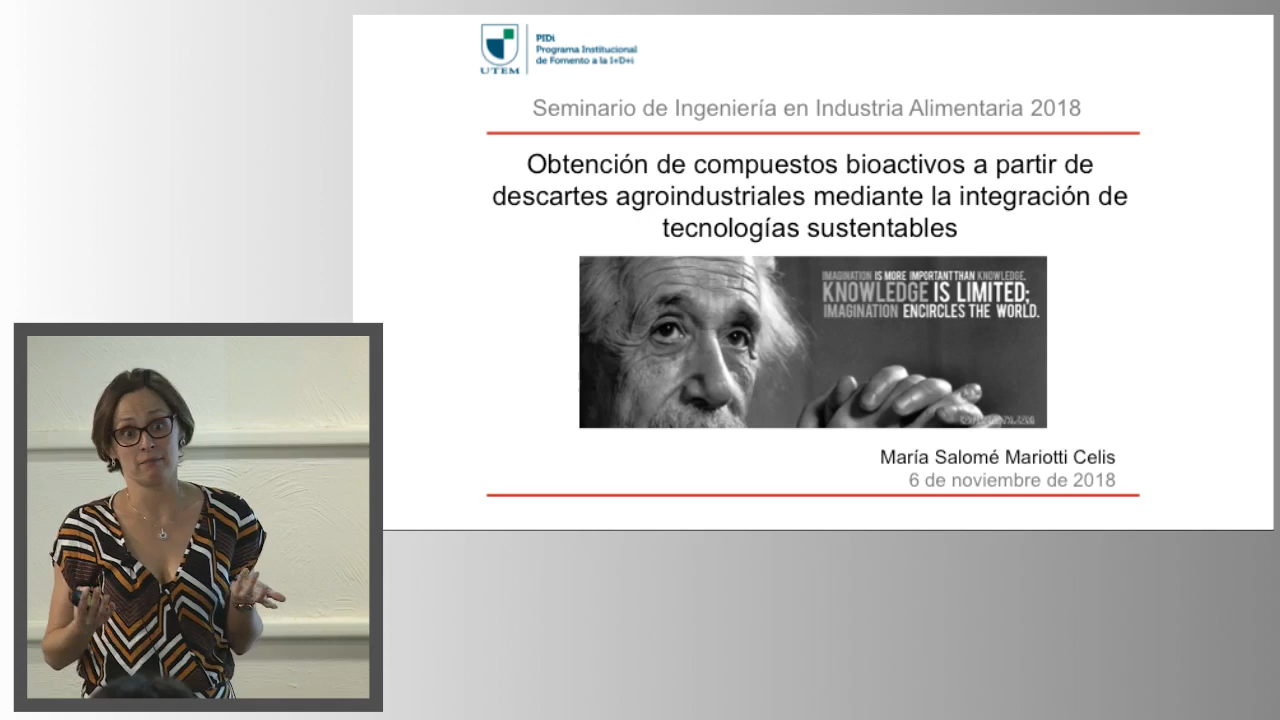 UTEM
PIDi
Programa Institucional
de Fomento a la I+D+i
Seminario de Ingeniería en Industria Alimentaria 2018
Obtención de compuestos bioactivos a partir de
descartes agroindustriales mediante la integración de
tecnologías sustentables
IMAGINATION IS MORE IMPORTANT THAN KNOWLEDGE.
KNOWLEDGE IS LIMITED;
IMAGINATION ENCIRCLES THE WORLD.
María Salomé Mariotti Celis
6 de noviembre de 2018